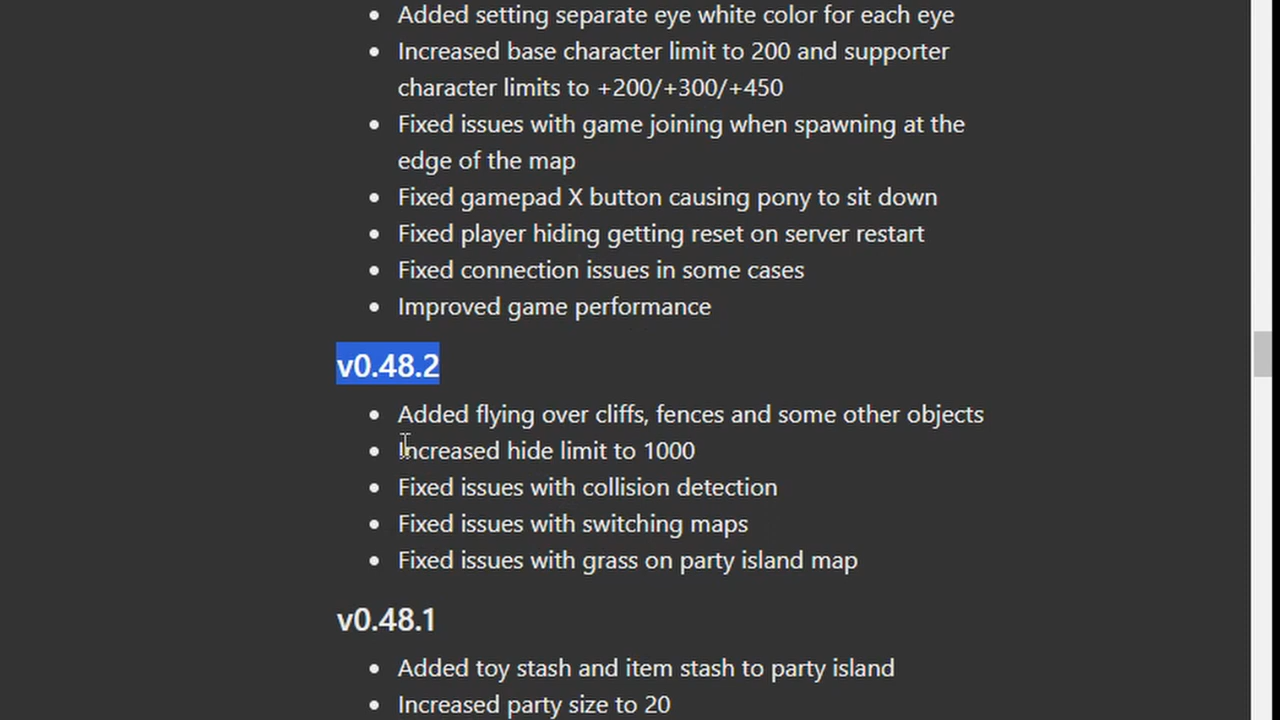 Added setting separate eye white color for each eye
Increased base character limit to 200 and supporter
character limits to +200/+300/+450
Fixed issues with game joining when spawning at the
edge of the map
Fixed gamepad X button causing pony to sit down
Fixed player hiding getting reset on server restart
Fixed connection issues in some cases
Improved game performance
v0.48.2
Added flying over cliffs, fences and some other objects
Increased hide limit to 1000
Fixed issues with collision detection
Fixed issues with switching maps
Fixed issues with grass on party island map
v0.48.1
Added toy stash and item stash to party island
Increased party size to 20